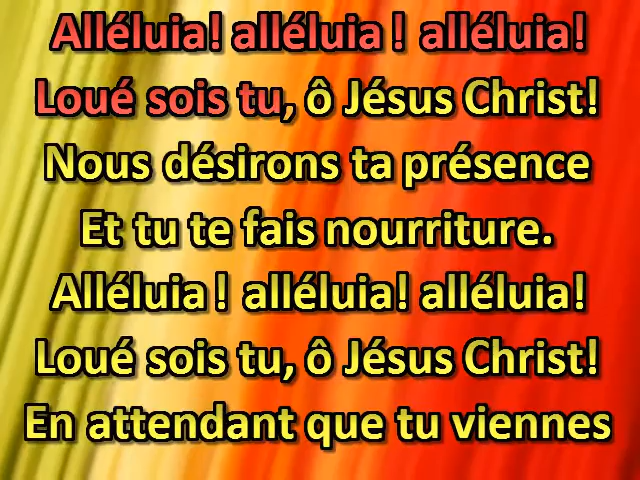 Alléluia! alléluia ! alléluia!
Loué sois tu, ô Jésus Christ!
Nous désirons ta présence
Et tu te fais nourriture.
Alléluia ! alléluia! alléluia!
Loué sois tu, ô Jésus Christ!
En attendant que tu viennes